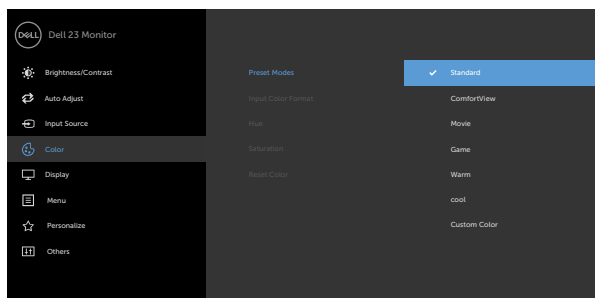 DELL Dell 23 Monitor
Brightness/Contrast
Auto Adjust
Input Source
Color
Display
Menu
Personalize
Others
Preset Modes
Input Color Format
Hue
Saturation
Reset Color
Standard
ComfortView
Movie
Game
Warm
cool
Custom Color